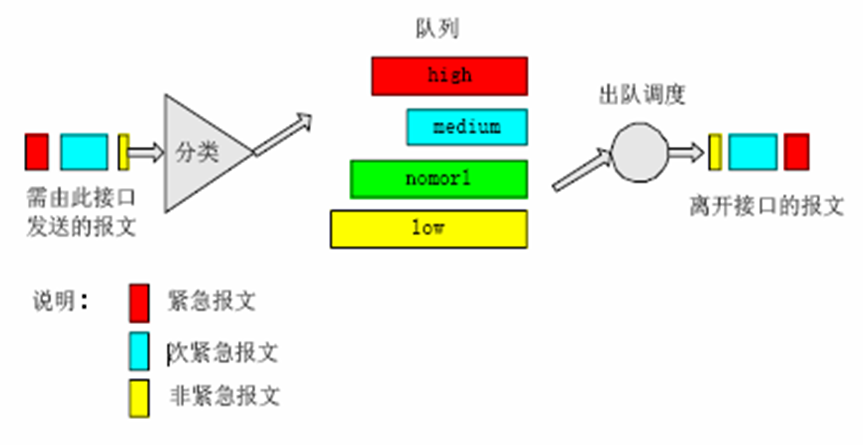 队列
high
medium
nomorl
low
分类
出队调度
需由此接口
发送的报文
离开接口的报文
说明：
紧急报文
次紧急报文
非紧急报文